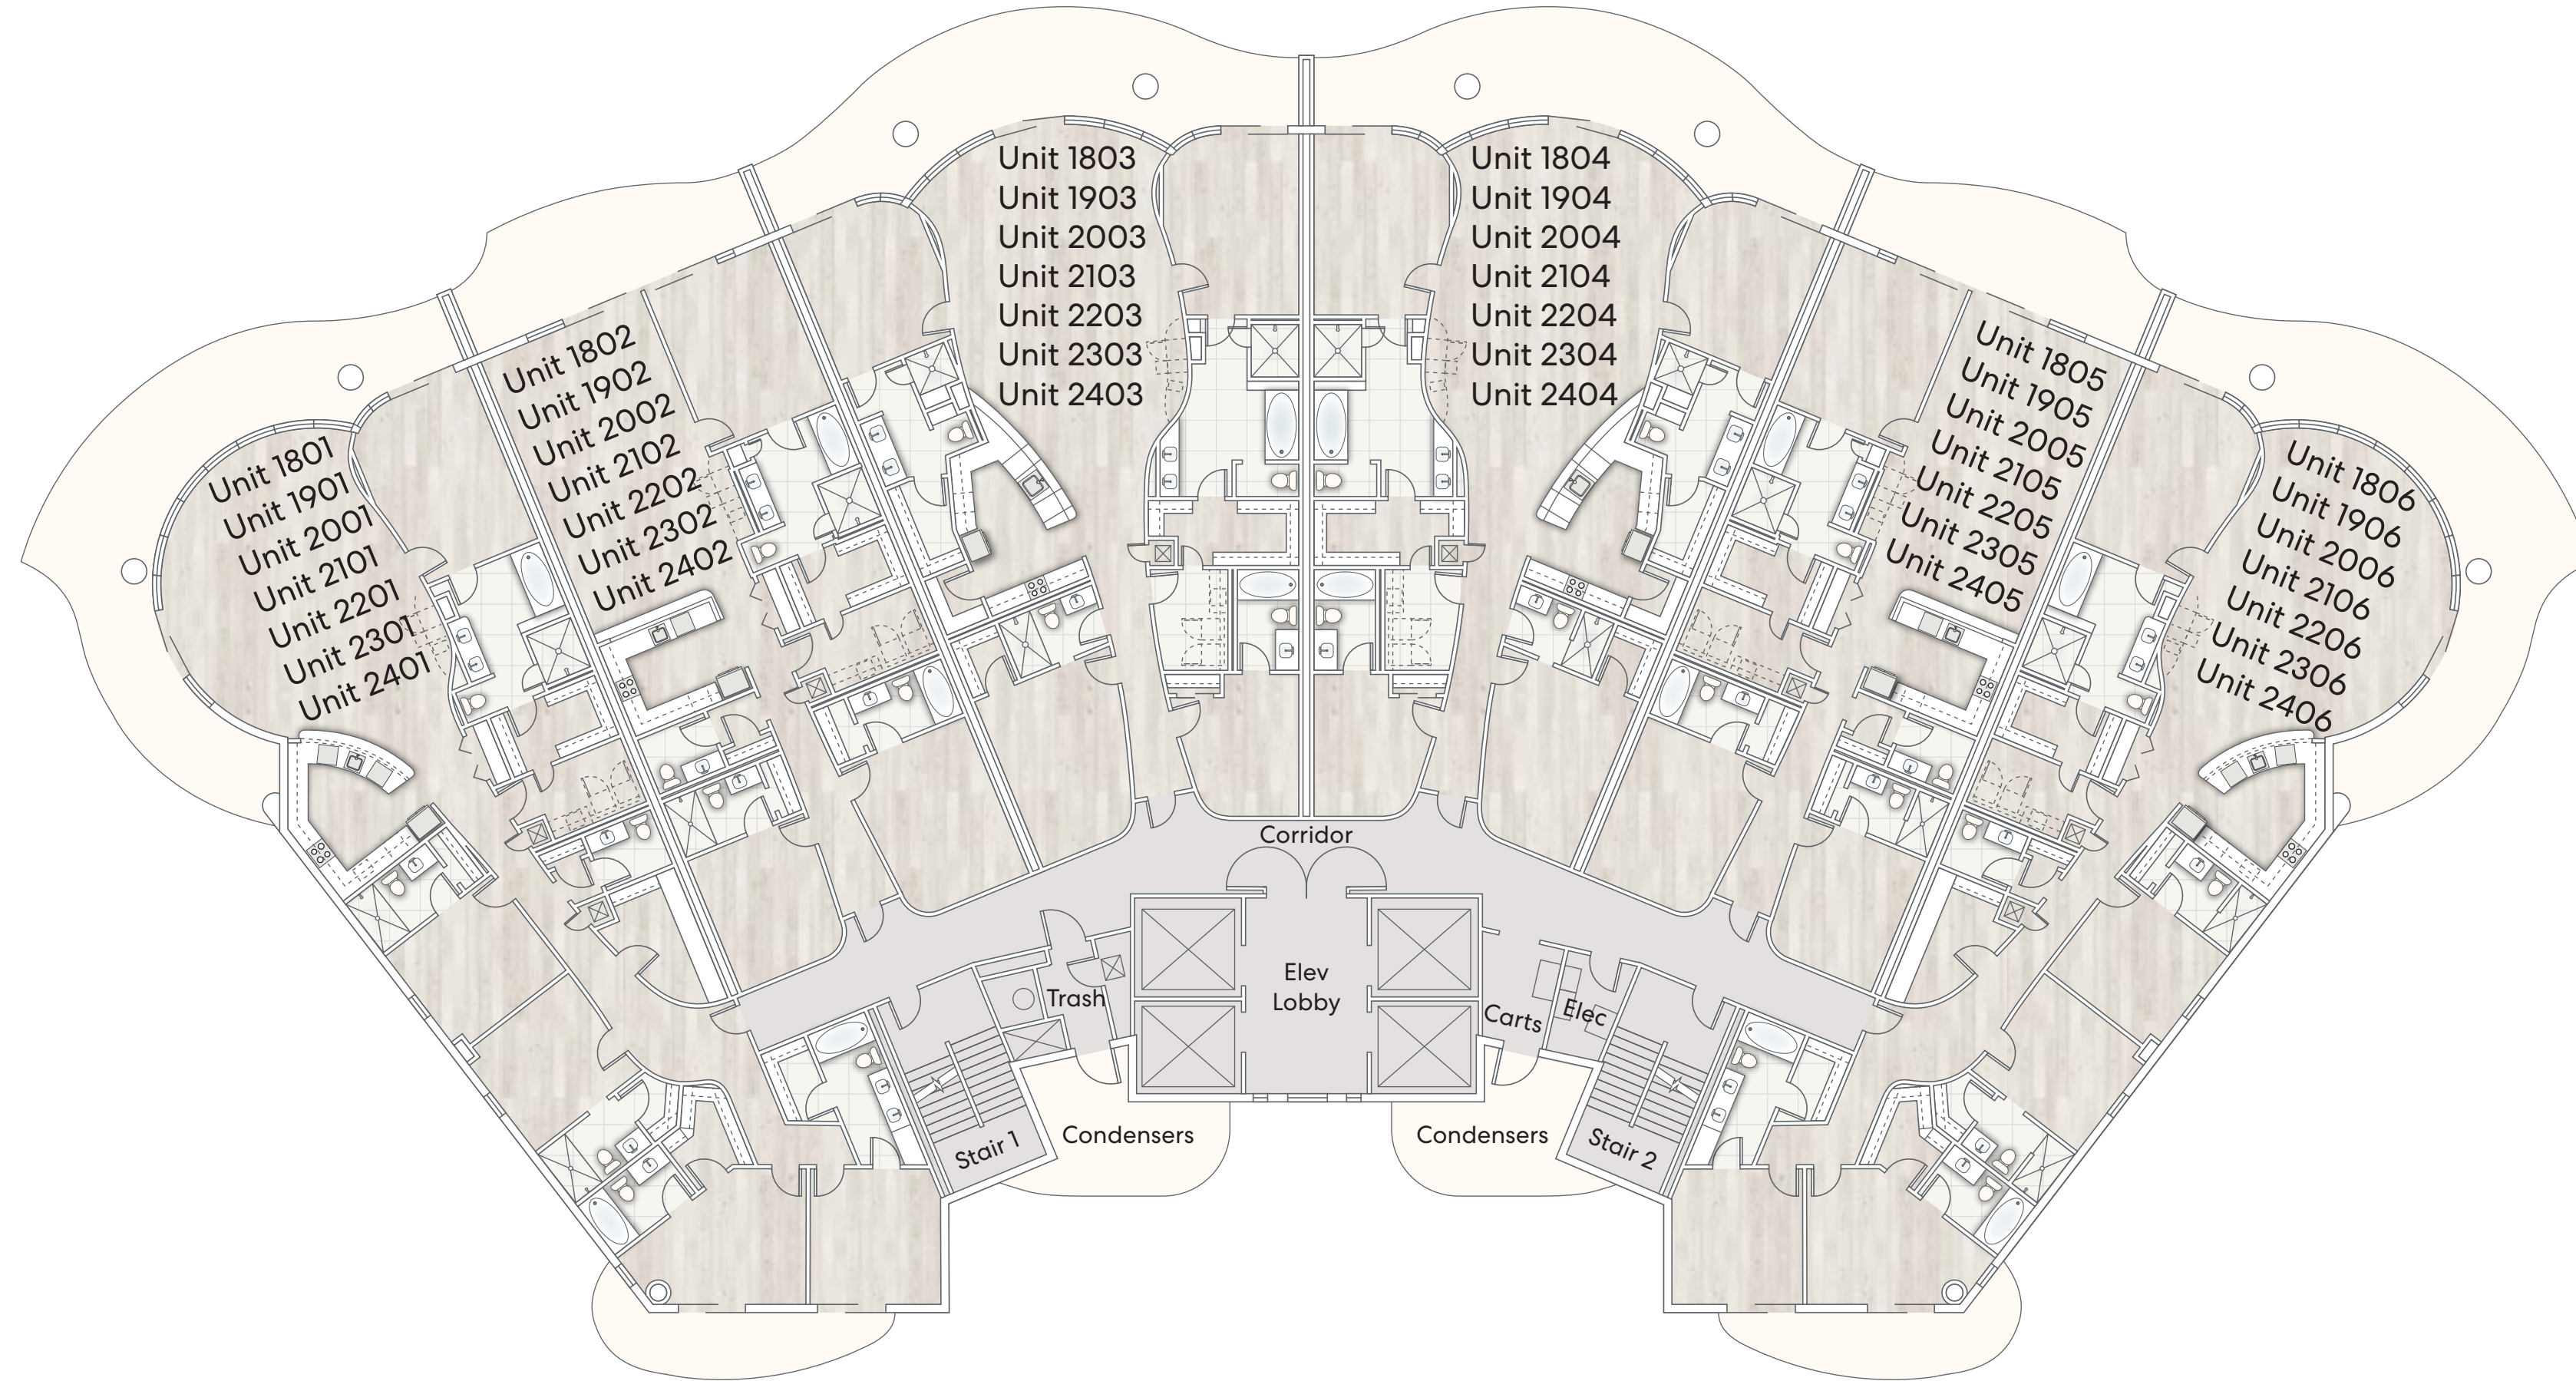 Unit 1801
Unit 1901
Unit 2001
Unit 2101
Unit 2201
Unit 2301
Unit 2401
Unit 1802
Unit 1902
Unit 2002
Unit 2102
Unit 2202
Unit 2302
Unit 2402
Unit 1803
Unit 1903
Unit 2003
Unit 2103
Unit 2203
Unit 2303
Unit 2403
Unit 1804
Unit 1904
Unit 2004
Unit 2104
Unit 2204
Unit 2304
Unit 2404
Unit 1805
Unit 1905
Unit 2005
Unit 2105
Unit 2205
Unit 2305
Unit 2405
Unit 1806
Unit 1906
Unit 2006
Unit 2106
Unit 2206
Unit 2306
Unit 2406
Corridor
Trash
Elev
Lobby
Carts
Elec
Stair 1
Condensers
Condensers
Stair 2